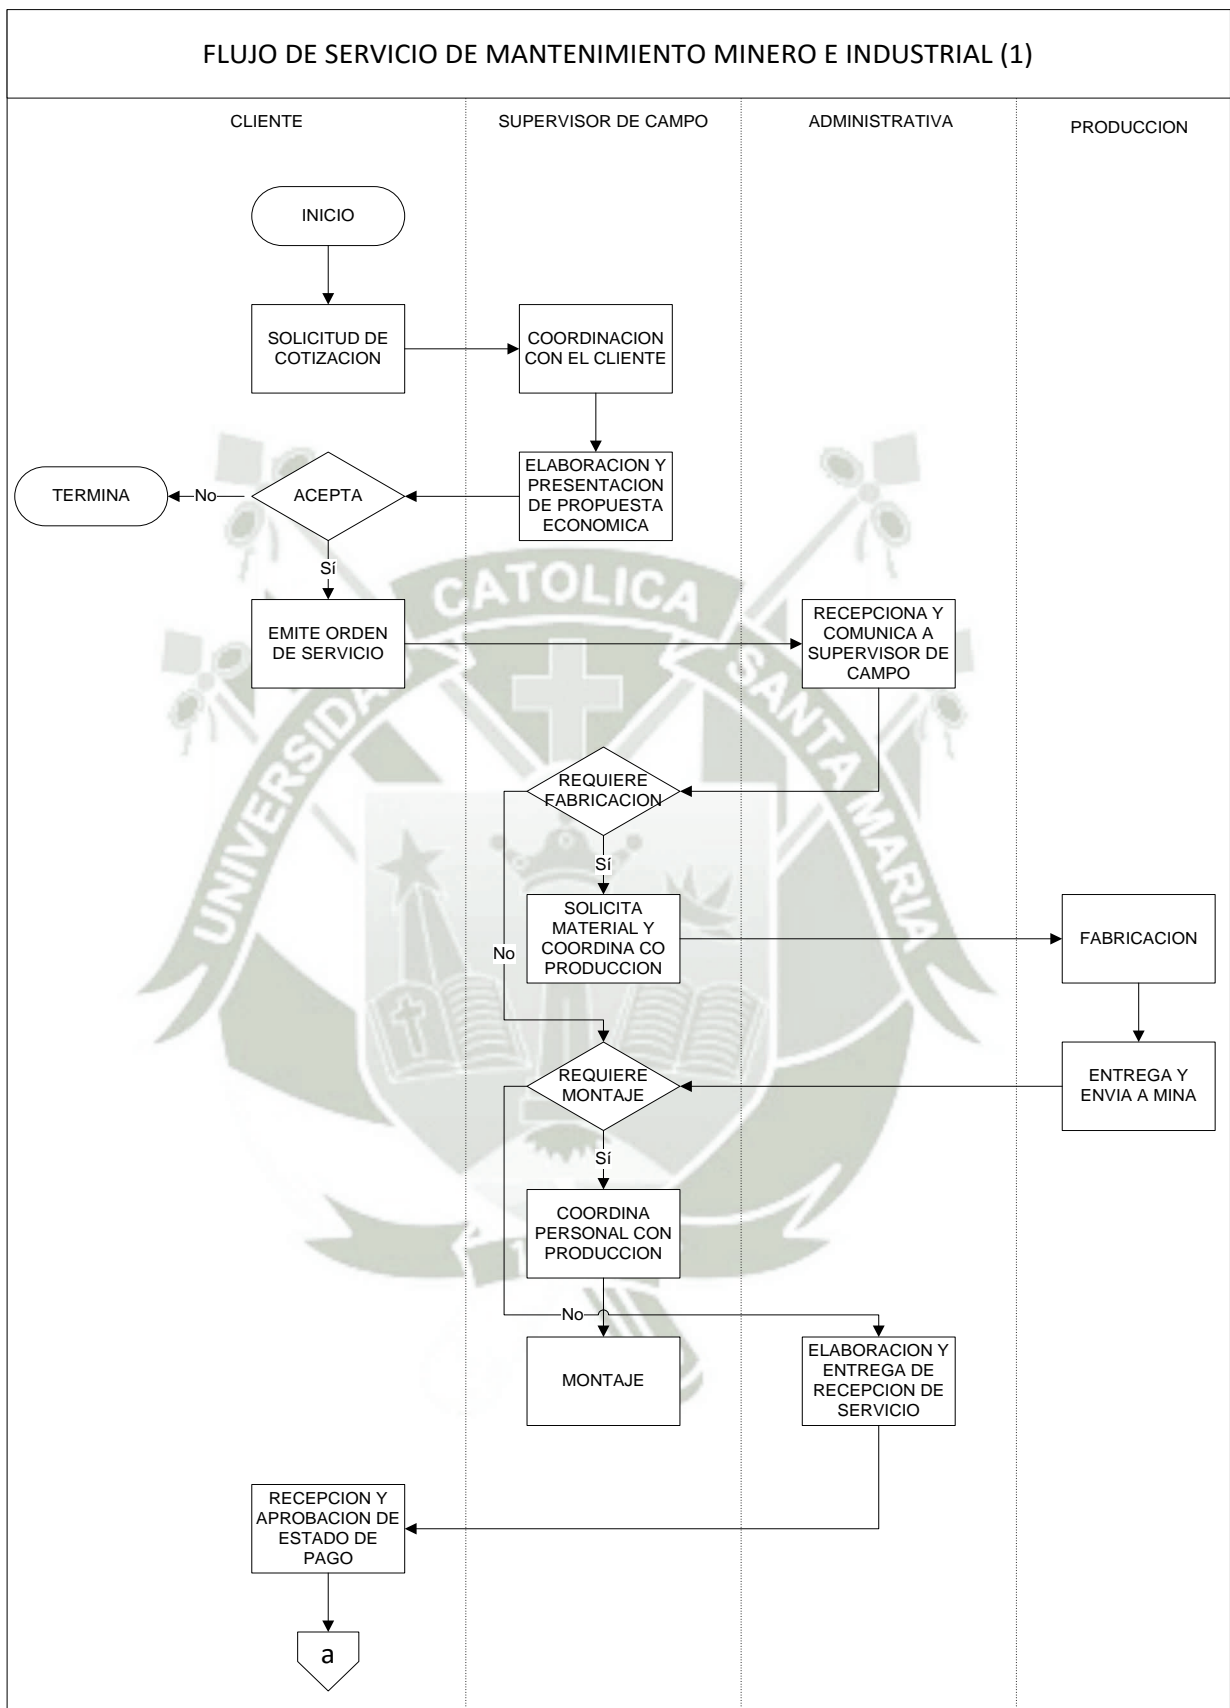 FLUJO DE SERVICIO DE MANTENIMIENTO MINERO E INDUSTRIAL (1)
CLIENTE
SUPERVISOR DE CAMPO
ADMINISTRATIVA
PRODUCCION
INICIO
SOLICITUD DE
COTIZACION
COORDINACION
CON EL CLIENTE
TERMINA
No
ACEPTA
ELABORACION Y
PRESENTACION
DE PROPUESTA
ECONOMICA
Sí
EMITE ORDEN
DE SERVICIO
RECEPCIONA Y
COMUNICA A
SUPERVISOR DE
CAMPO
REQUIERE
FABRICACION
Sí
No
SOLICITA
MATERIAL Y
COORDINA CO
PRODUCCION
FABRICACION
REQUIERE
MONTAJE
ENTREGA Y
ENVIA A MINA
Sí
COORDINA
PERSONAL CON
PRODUCCION
No
MONTAJE
ELABORACION Y
ENTREGA DE
RECEPCION DE
SERVICIO
RECEPCION Y
APROBACION DE
ESTADO DE
PAGO
a
UNIVERSIDAD
CATOLICA
SANTA MARIA